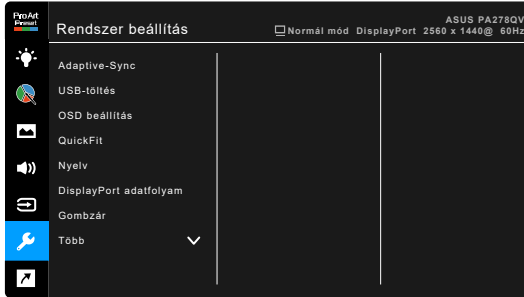 ProArt
Preset
Rendszer beállítás
ASUS PA278QV
Normál mód DisplayPort 2560 x 1440@ 60Hz
Adaptive-Sync
USB-töltés
OSD beállítás
QuickFit
Nyelv
DisplayPort adatfolyam
Gombzár
Több